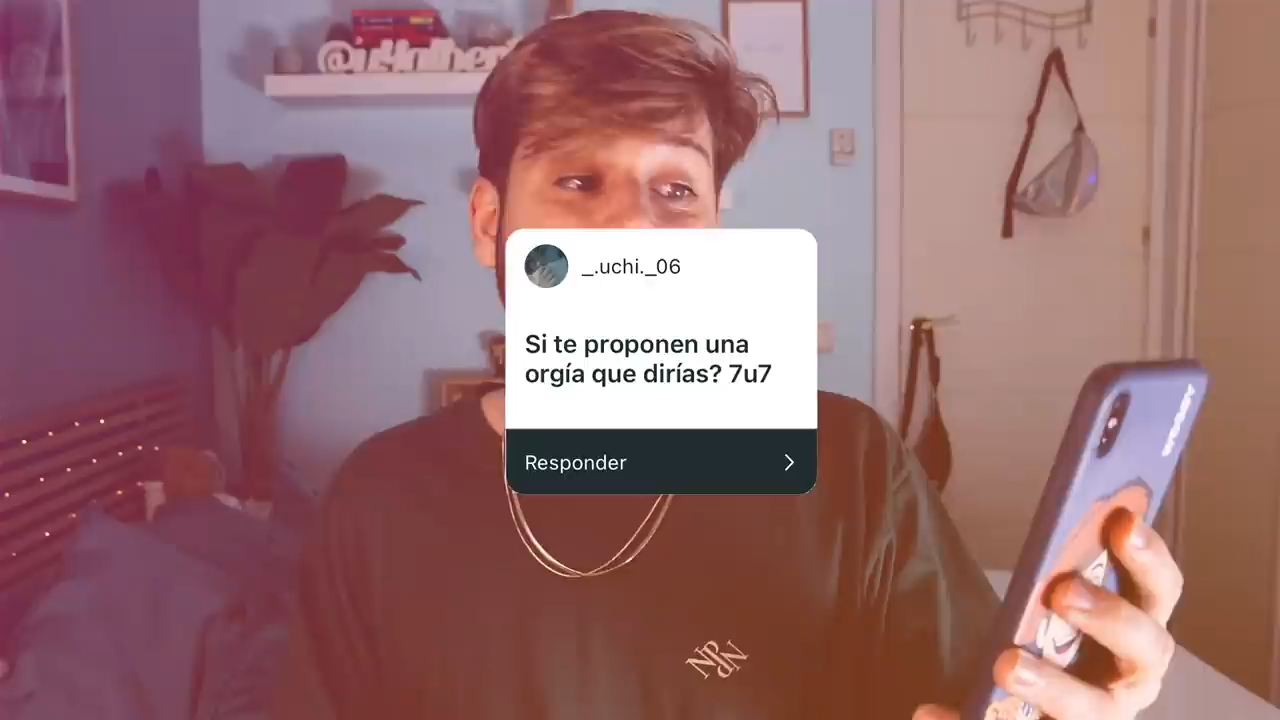 _.uchi._06
Si te proponen una
orgía que dirías? 7u7
Responder